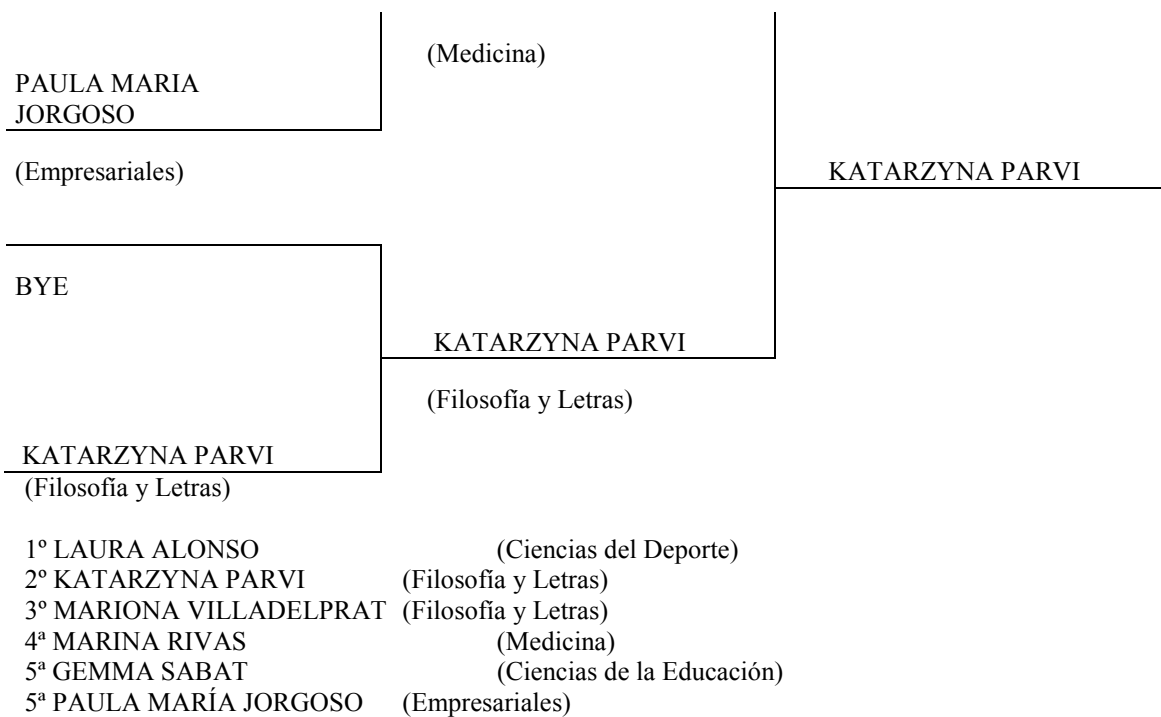 (Medicina)
PAULA MARIA
JORGOSO
(Empresariales)
KATARZYNA PARVI
BYE
KATARZYNA PARVI
(Filosofía y Letras)
KATARZYNA PARVI
(Filosofía y Letras)
1º LAURA ALONSO (Ciencias del Deporte)
2º KATARZYNA PARVI (Filosofía y Letras)
3º MARIONA VILLADELPRAT (Filosofía y Letras)
4ª MARINA RIVAS (Medicina)
5ª GEMMA SABAT (Ciencias de la Educación)
5ª PAULA MARÍA JORGOSO (Empresariales)